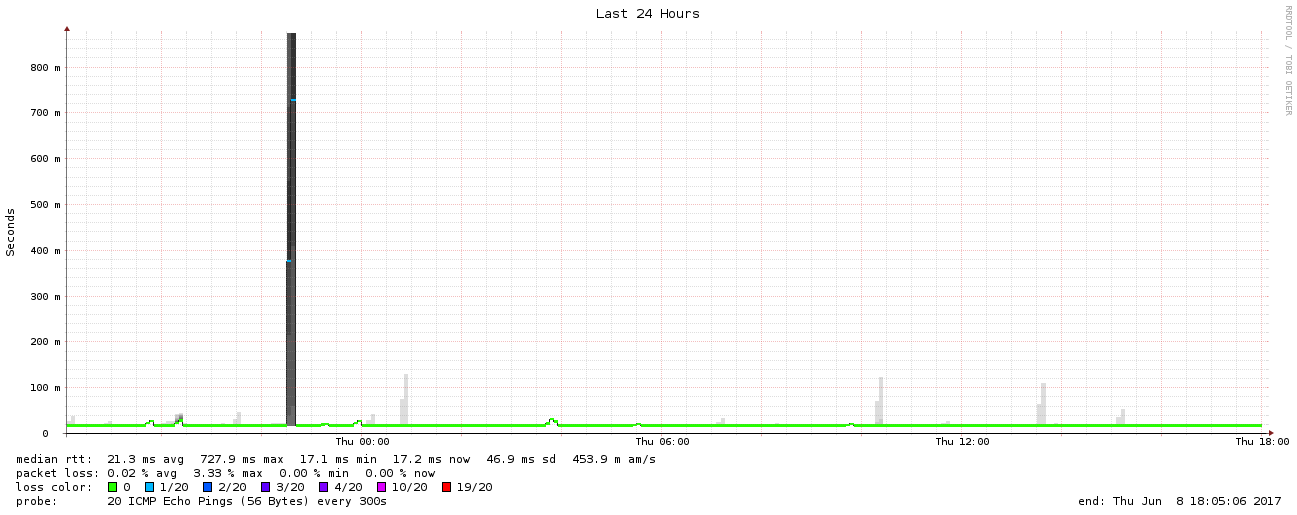 Last 24 Hours
RRDTOOL / TOBI OETIKER
Seconds
800 m
700 m
600 m
500 m
400 m
300 m
200 m
100 m
0
Thu 00:00 Thu 06:00 Thu 12:00 Thu 18:00
median rtt: 21.3 ms avg 727.9 ms max 17.1 ms min 17.2 ms now 46.9 ms sd 453.9 m am/s
packet loss: 0.02 % avg 3.33 % max 0.00 % min 0.00 % now
loss color: 0 1/20 2/20 3/20 4/20 10/20 19/20
probe: 20 ICMP Echo Pings (56 Bytes) every 300s end: Thu Jun 8 18:05:06 2017